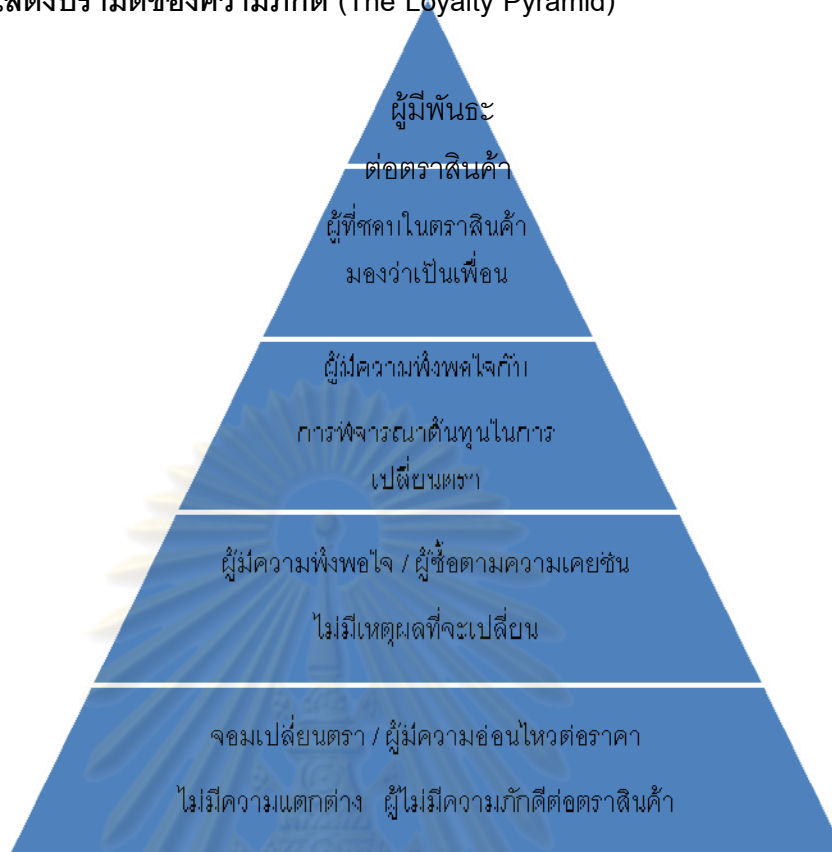 แสดงปิรามิดของความภักดี (The Loyalty Pyramid)
ผู้มีพันธะ
ต่อตราสินค้า
ผู้ที่ชอบในตราสินค้า
มองว่าเป็นเพื่อน
ผู้มีความพึงพอใจกับ
การพิจารณาต้นทุนในการ
เปลี่ยนตรา
ผู้มีความพึงพอใจ / ผู้ซื้อตามความเคยชิน
ไม่มีเหตุผลที่จะเปลี่ยน
จอมเปลี่ยนตรา / ผู้มีความอ่อนไหวต่อราคา
ไม่มีความแตกต่าง ผู้ไม่มีความภักดีต่อตราสินค้า